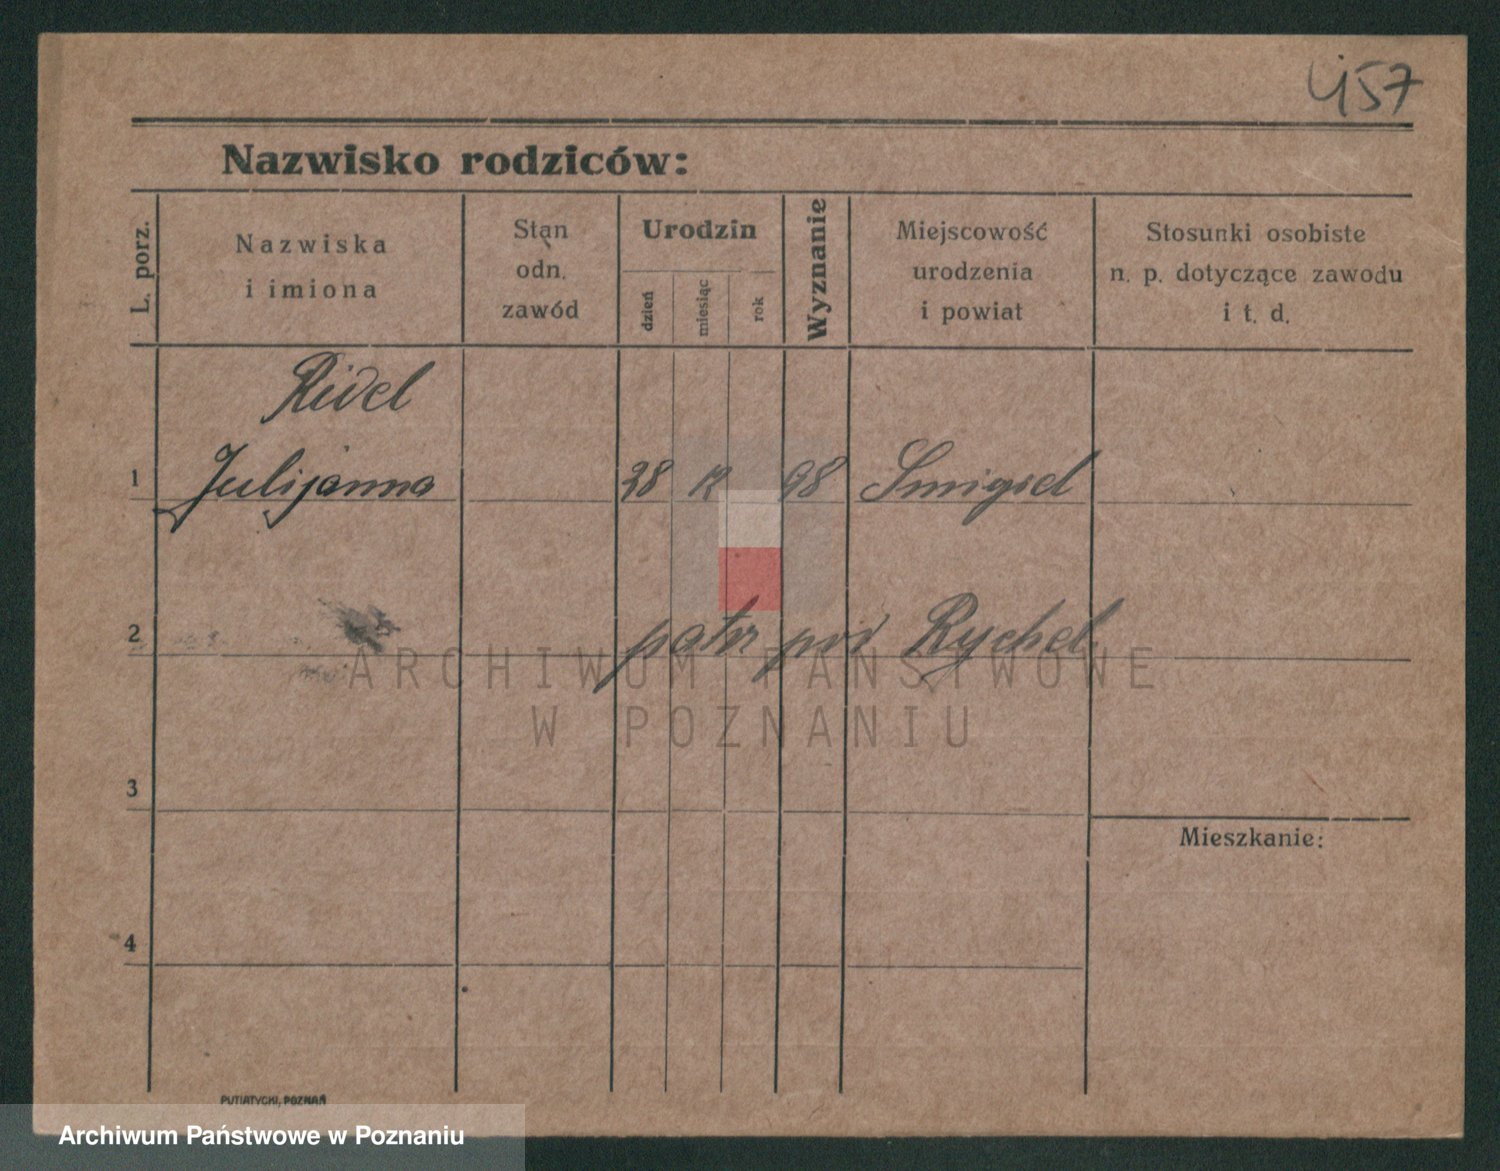 457
Nazwisko rodziców:
L. porz.
Nazwiska
i imiona
Stan
odn.
zawód
Urodzin
dzień
miesiąc
rok
Wyznanie
Miejscowość
urodzenia
i powiat
Stosunki osobiste
n. p. dotyczące zawodu
i t. d.
Ridel
1 Julijanna 28 12 98
2 patrz pod Rychel
ARCHIWUM PAŃSTWOWE
W POZNANIU
3
Mieszkanie:
4
PUTIATYCKI, POZNAŃ
Archiwum Państwowe w Poznaniu